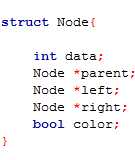 struct Node{
int data;
Node *parent;
Node *left;
Node *right;
bool color;
}